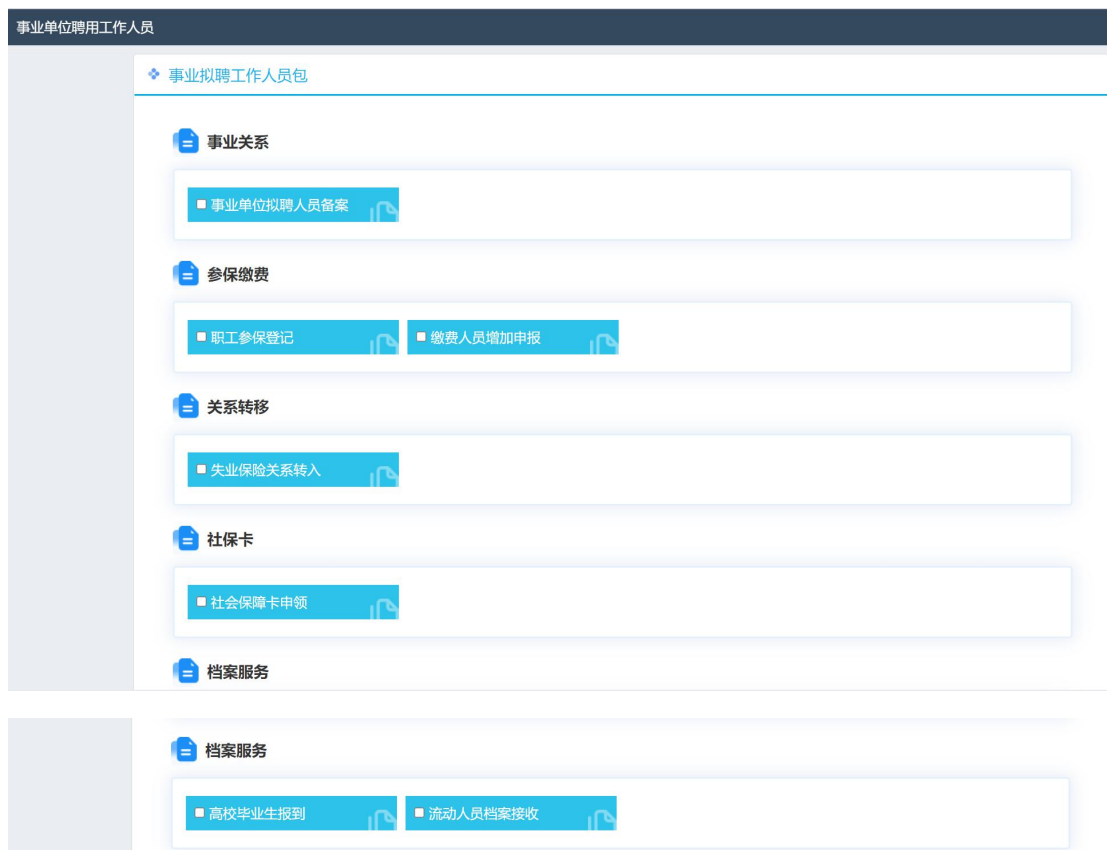 事业单位聘用工作人员
事业拟聘工作人员包
事业关系
事业单位拟聘人员备案
参保缴费
职工参保登记 缴费人员增加申报
关系转移
失业保险关系转入
社保卡
社会保障卡申领
档案服务
档案服务
高校毕业生报到 流动人员档案接收